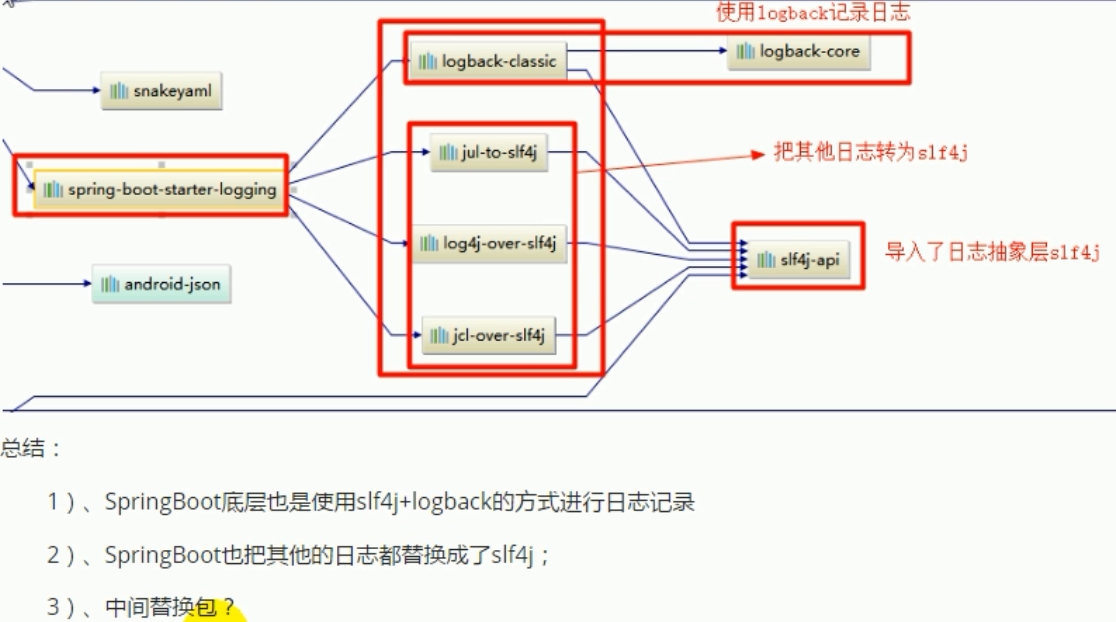 使用logback记录日志
logback-classic
logback-core
snakeyaml
jul-to-slf4j
把其他日志转为slf4j
spring-boot-starter-logging
log4j-over-slf4j
slf4j-api
导入了日志抽象层slf4j
android-json
jcl-over-slf4j
总结：
1）、SpringBoot底层也是使用slf4j+logback的方式进行日志记录
2）、SpringBoot也把其他的日志都替换成了slf4j；
3）、中间替换包？